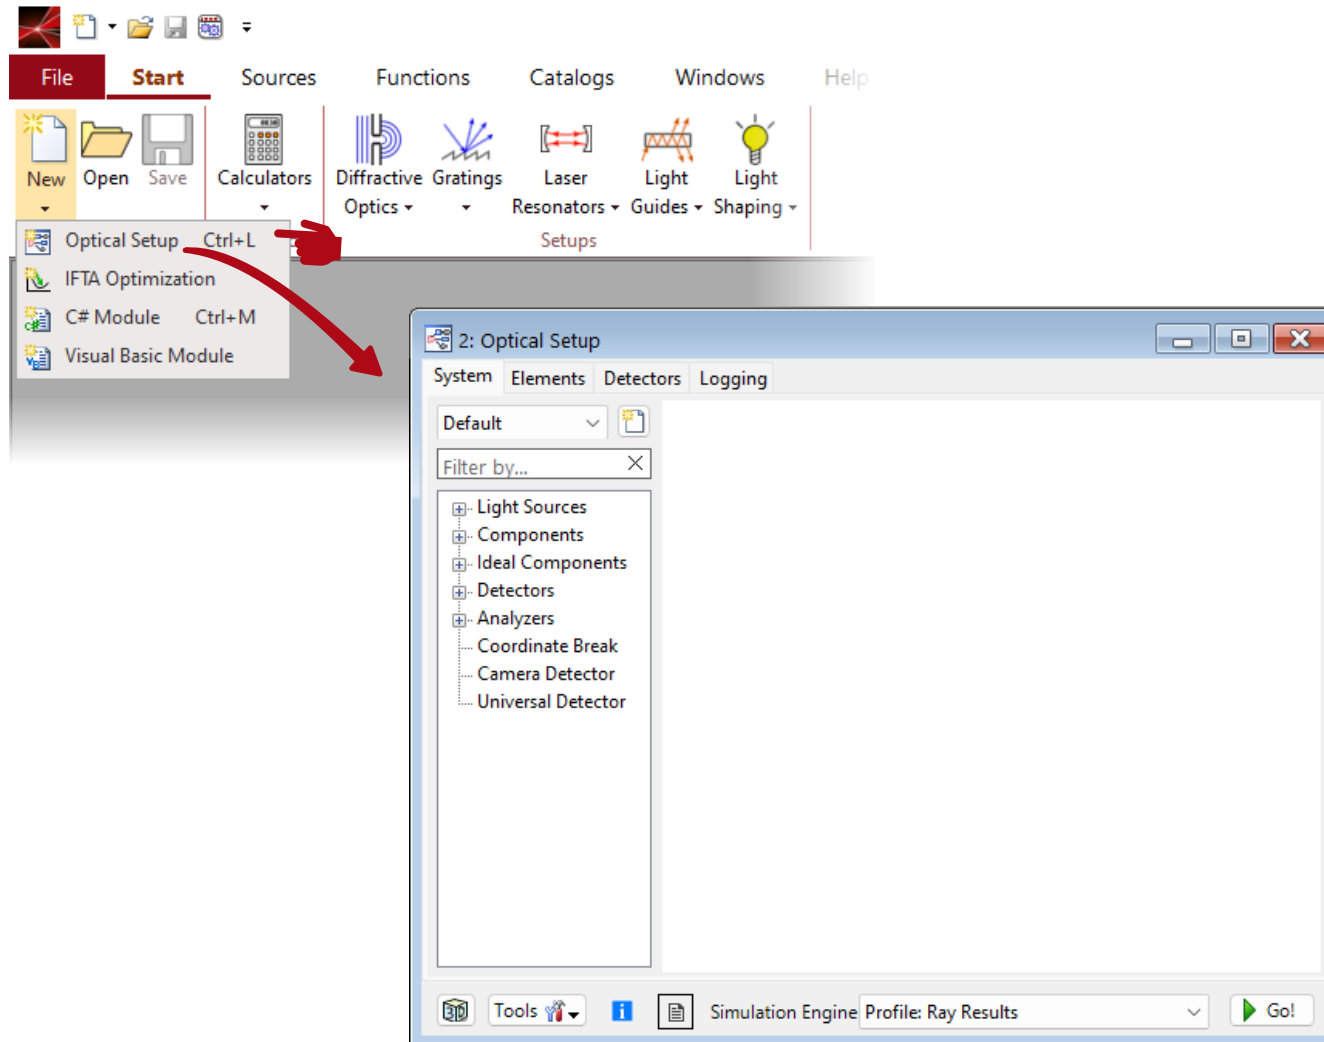 File Start Sources Functions Catalogs Windows Help
New Open Save Calculators Diffractive Optics Gratings Laser Resonators Light Guides Light Shaping
Setups
Optical Setup Ctrl+L
IFTA Optimization
C# Module Ctrl+M
Visual Basic Module
2: Optical Setup
System Elements Detectors Logging
Default
Filter by...
Light Sources
Components
Ideal Components
Detectors
Analyzers
Coordinate Break
Camera Detector
Universal Detector
3D Tools Simulation Engine Profile: Ray Results Go!